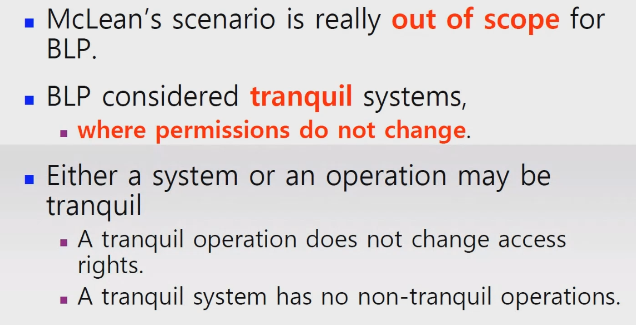 McLean's scenario is really out of scope for
BLP.
BLP considered tranquil systems,
where permissions do not change.
Either a system or an operation may be
tranquil
A tranquil operation does not change access
rights.
A tranquil system has no non-tranquil operations.